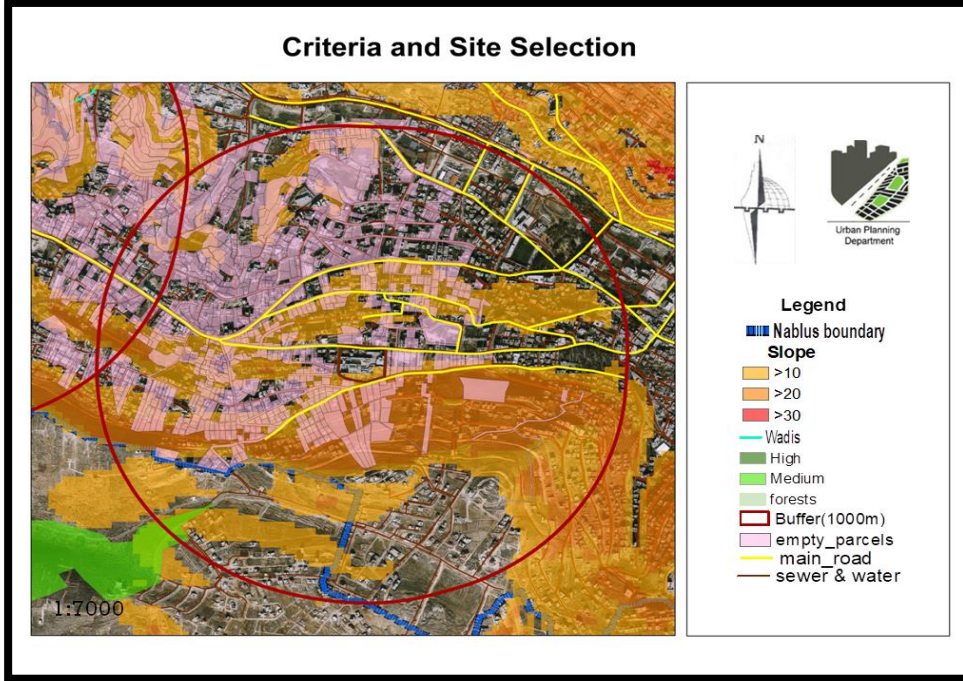 Criteria and Site Selection
N
Urban Planning
Department
Legend
Nablus boundary
Slope
>10
>20
>30
Wadis
High
Medium
forests
Buffer(1000m)
empty_parcels
main_road
sewer & water
1:7000